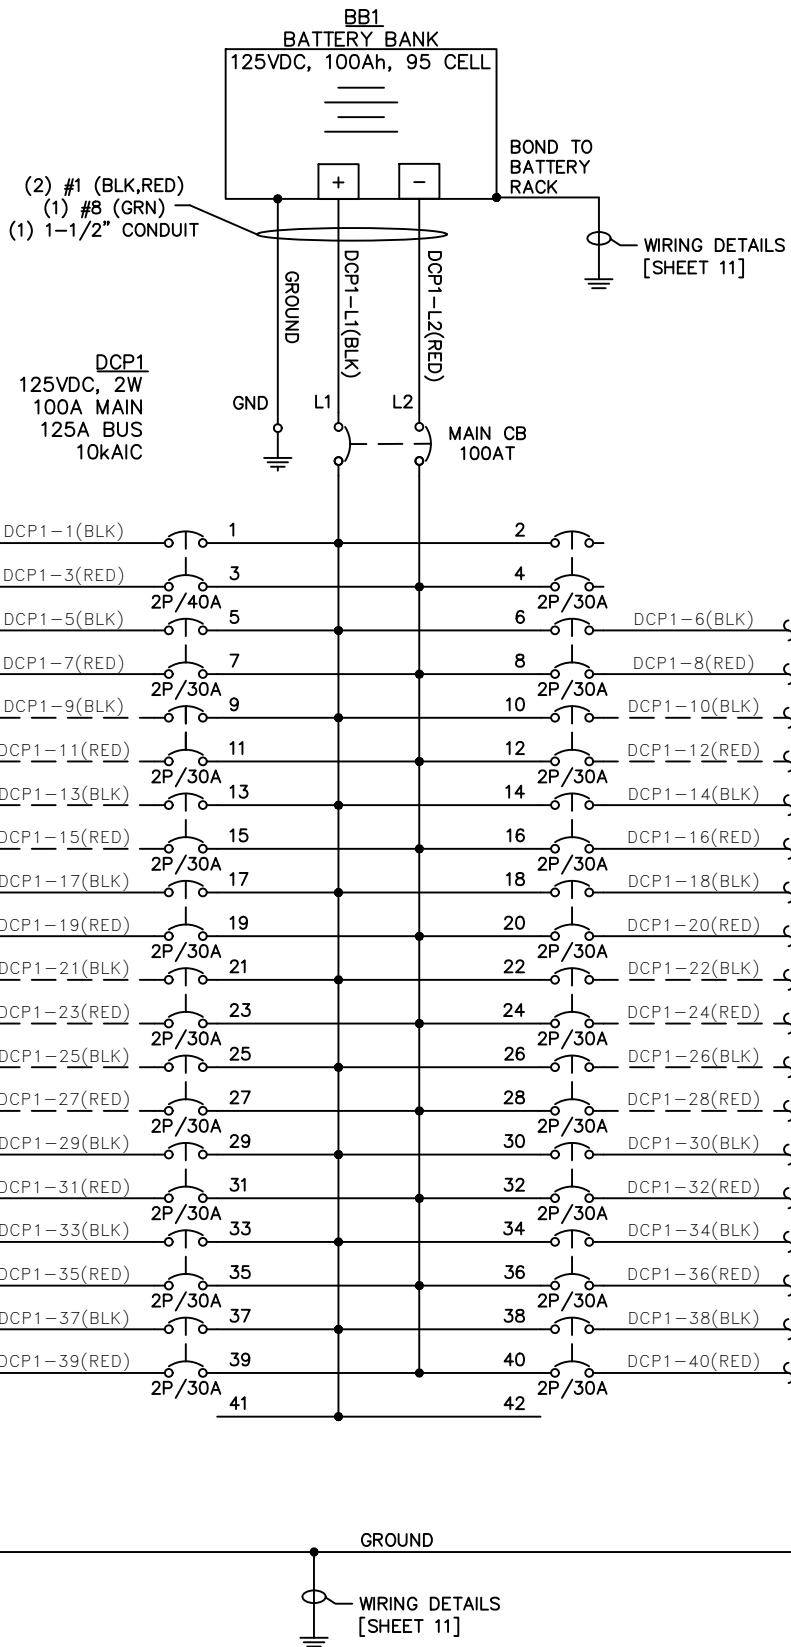 BB1
BATTERY BANK
125VDC, 100Ah, 95 CELL
+
−
BOND TO
BATTERY
RACK
(2) #1 (BLK,RED)
(1) #8 (GRN)
(1) 1-1/2" CONDUIT
WIRING DETAILS
[SHEET 11]
GROUND
DCP1-L1(BLK)
DCP1-L2(RED)
DCP1
125VDC, 2W
100A MAIN
125A BUS
10kAIC
GND
L1
L2
MAIN CB
100AT
DCP1-1(BLK) 1 2
DCP1-3(RED) 3 4
2P/40A 2P/30A
DCP1-5(BLK) 5 6 DCP1-6(BLK)
DCP1-7(RED) 7 8 DCP1-8(RED)
2P/30A 2P/30A
DCP1-9(BLK) 9 10 DCP1-10(BLK)
DCP1-11(RED) 11 12 DCP1-12(RED)
2P/30A 2P/30A
DCP1-13(BLK) 13 14 DCP1-14(BLK)
DCP1-15(RED) 15 16 DCP1-16(RED)
2P/30A 2P/30A
DCP1-17(BLK) 17 18 DCP1-18(BLK)
DCP1-19(RED) 19 20 DCP1-20(RED)
2P/30A 2P/30A
DCP1-21(BLK) 21 22 DCP1-22(BLK)
DCP1-23(RED) 23 24 DCP1-24(RED)
2P/30A 2P/30A
DCP1-25(BLK) 25 26 DCP1-26(BLK)
DCP1-27(RED) 27 28 DCP1-28(RED)
2P/30A 2P/30A
DCP1-29(BLK) 29 30 DCP1-30(BLK)
DCP1-31(RED) 31 32 DCP1-32(RED)
2P/30A 2P/30A
DCP1-33(BLK) 33 34 DCP1-34(BLK)
DCP1-35(RED) 35 36 DCP1-36(RED)
2P/30A 2P/30A
DCP1-37(BLK) 37 38 DCP1-38(BLK)
DCP1-39(RED) 39 40 DCP1-40(RED)
2P/30A 2P/30A
41 42
GROUND
WIRING DETAILS
[SHEET 11]